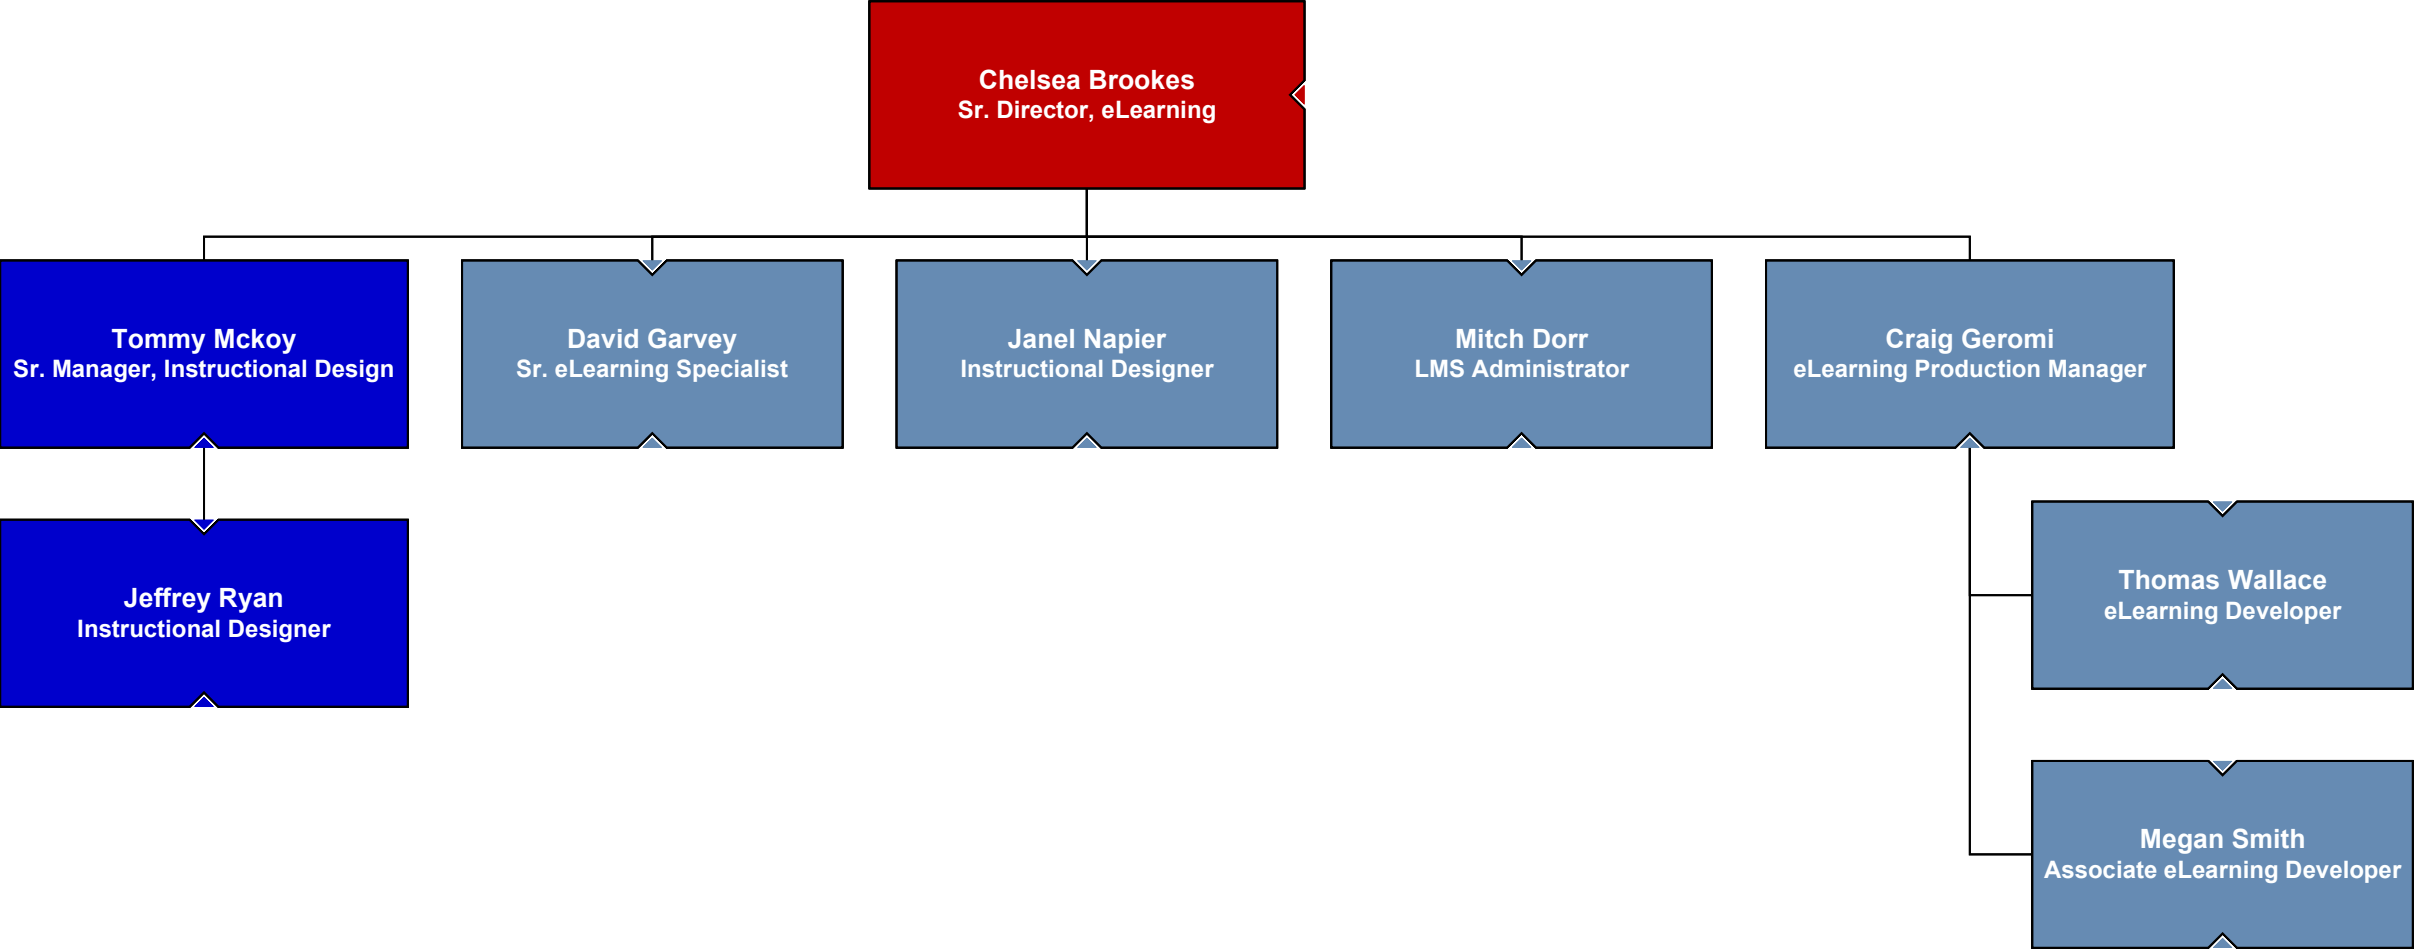 Chelsea Brookes
Sr. Director, eLearning
Tommy Mckoy
Sr. Manager, Instructional Design
David Garvey
Sr. eLearning Specialist
Janel Napier
Instructional Designer
Mitch Dorr
LMS Administrator
Craig Geromi
eLearning Production Manager
Jeffrey Ryan
Instructional Designer
Thomas Wallace
eLearning Developer
Megan Smith
Associate eLearning Developer